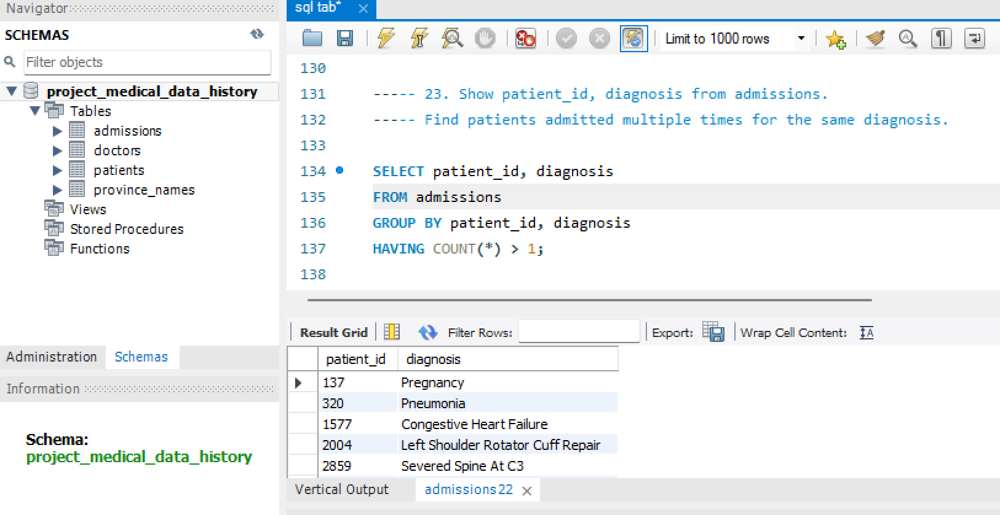 Navigator
SCHEMAS
Filter objects
project_medical_data_history
Tables
admissions
doctors
patients
province_names
Views
Stored Procedures
Functions
Administration Schemas
Information
Schema:
project_medical_data_history
sql tab*
Limit to 1000 rows
130
131 ----- 23. Show patient_id, diagnosis from admissions.
132 ----- Find patients admitted multiple times for the same diagnosis.
133
134 SELECT patient_id, diagnosis
135 FROM admissions
136 GROUP BY patient_id, diagnosis
137 HAVING COUNT(*) > 1;
138
Result Grid Filter Rows: Export: Wrap Cell Content: IA
patient_id diagnosis
137 Pregnancy
320 Pneumonia
1577 Congestive Heart Failure
2004 Left Shoulder Rotator Cuff Repair
2859 Severed Spine At C3
Vertical Output admissions22